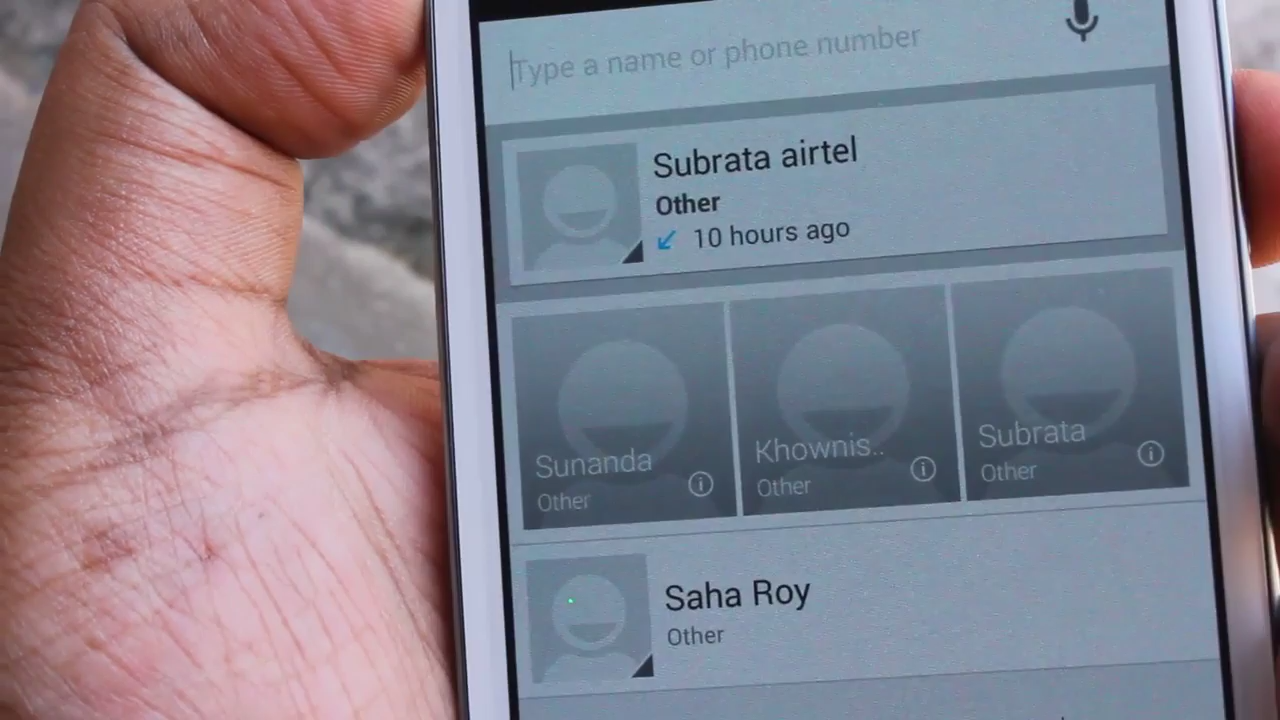 Type a name or phone number
Subrata airtel
Other
10 hours ago
Sunanda
Other
Khownis..
Other
Subrata
Other
Saha Roy
Other